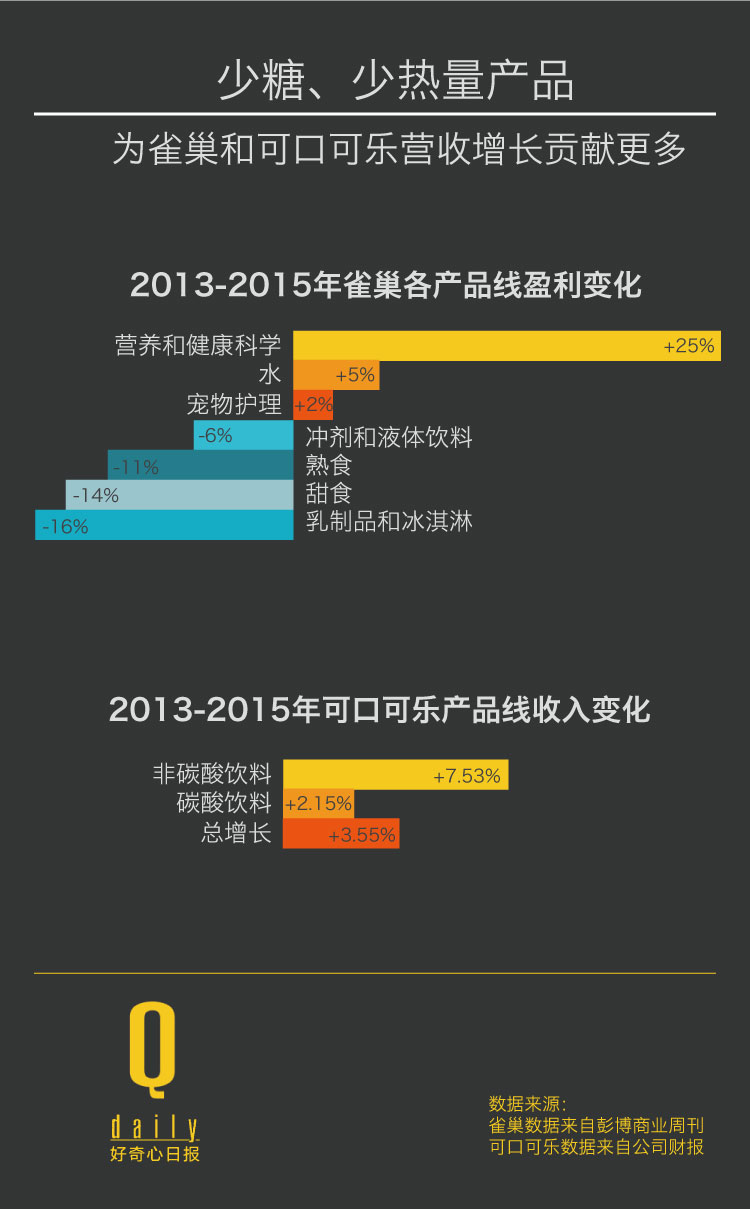 少糖、少热量产品
为雀巢和可口可乐营收增长贡献更多
2013-2015年雀巢各产品线盈利变化
营养和健康科学 +25%
水 +5%
宠物护理 +2%
-6% 冲剂和液体饮料
-11% 熟食
-14% 甜食
-16% 乳制品和冰淇淋
2013-2015年可口可乐产品线收入变化
非碳酸饮料 +7.53%
碳酸饮料 +2.15%
总增长 +3.55%
Q
daily
好奇心日报
数据来源：
雀巢数据来自彭博商业周刊
可口可乐数据来自公司财报